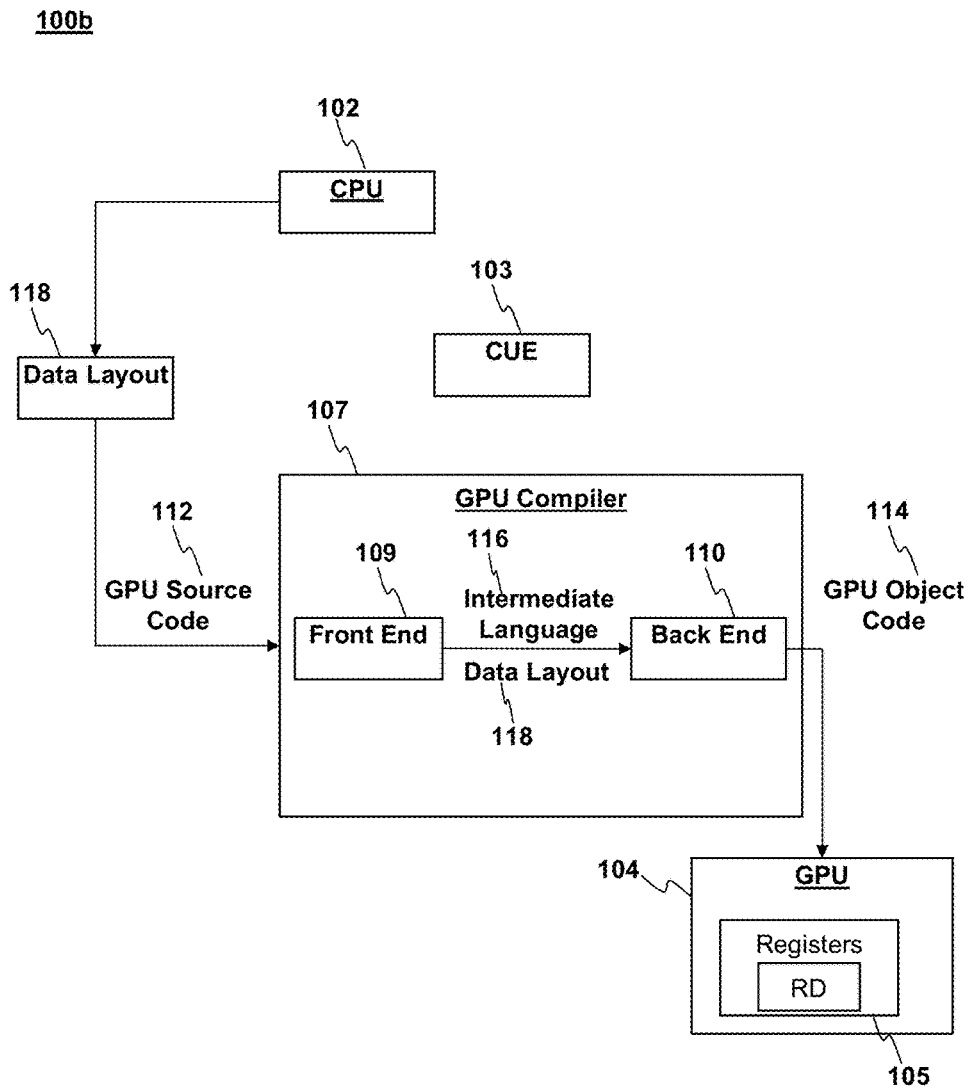 100b
102
CPU
103
118
CUE
Data Layout
107
GPU Compiler
112
114
116
109
110
GPU Source
Code
GPU Object
Code
Intermediate
Language
Front End
Back End
Data Layout
118
104
GPU
Registers
RD
105